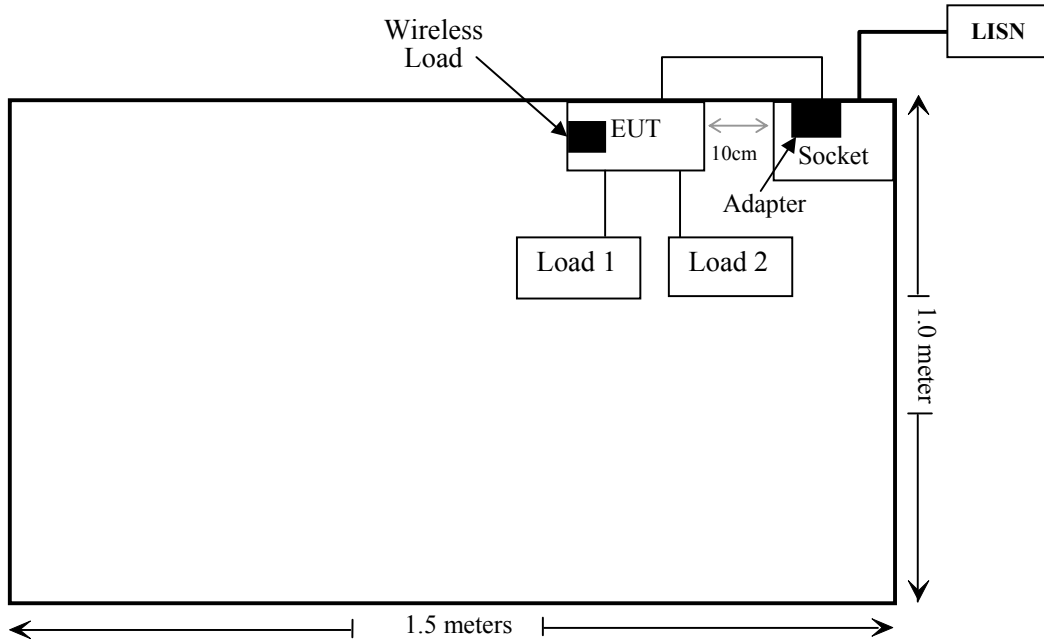 LISN
Wireless
Load
EUT
10cm
Socket
Adapter
Load 1
Load 2
1.0 meter
1.5 meters